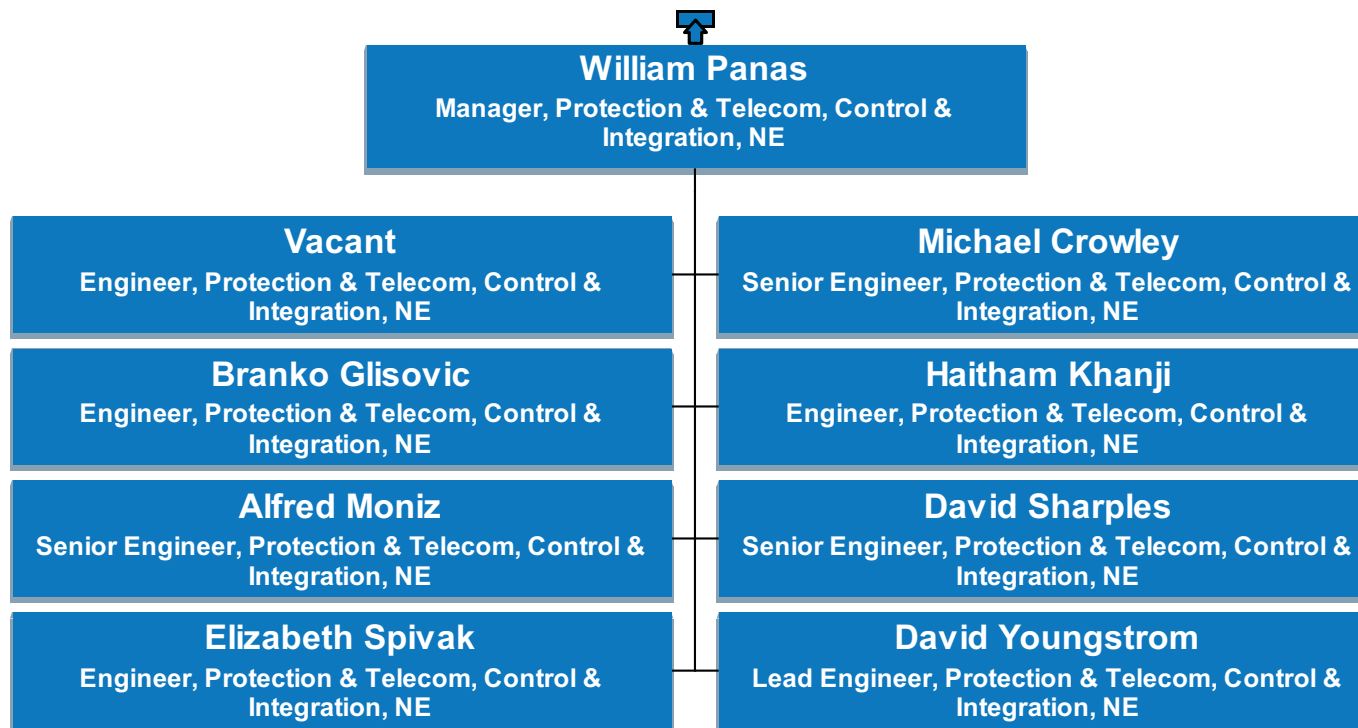 William Panas
Manager, Protection & Telecom, Control &
Integration, NE
Vacant
Engineer, Protection & Telecom, Control &
Integration, NE
Michael Crowley
Senior Engineer, Protection & Telecom, Control &
Integration, NE
Branko Glisovic
Engineer, Protection & Telecom, Control &
Integration, NE
Haitham Khanji
Engineer, Protection & Telecom, Control &
Integration, NE
Alfred Moniz
Senior Engineer, Protection & Telecom, Control &
Integration, NE
David Sharples
Senior Engineer, Protection & Telecom, Control &
Integration, NE
Elizabeth Spivak
Engineer, Protection & Telecom, Control &
Integration, NE
David Youngstrom
Lead Engineer, Protection & Telecom, Control &
Integration, NE